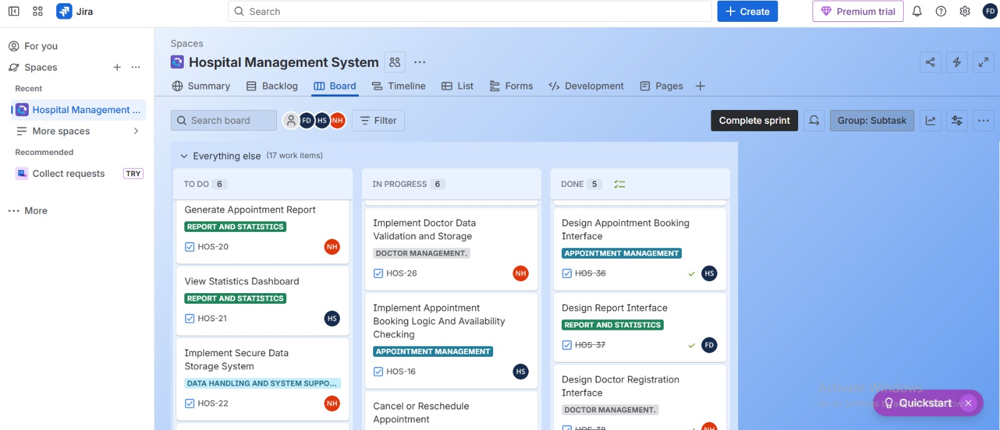 Jira
Search
Create
Premium trial
FD
For you
Spaces
Recent
Hospital Management ...
More spaces
Recommended
Collect requests
TRY
More
Spaces
Hospital Management System
Summary
Backlog
Board
Timeline
List
Forms
Development
Pages
Search board
FD
HS
NH
Filter
Complete sprint
Group: Subtask
Everything else (17 work items)
TO DO 6
Generate Appointment Report
REPORT AND STATISTICS
HOS-20
NH
View Statistics Dashboard
REPORT AND STATISTICS
HOS-21
HS
Implement Secure Data
Storage System
DATA HANDLING AND SYSTEM SUPPO...
HOS-22
NH
IN PROGRESS 6
Implement Doctor Data
Validation and Storage
DOCTOR MANAGEMENT.
HOS-26
NH
Implement Appointment
Booking Logic And Availability
Checking
APPOINTMENT MANAGEMENT
HOS-16
HS
Cancel or Reschedule
Appointment
DONE 5
Design Appointment Booking
Interface
APPOINTMENT MANAGEMENT
HOS-36
HS
Design Report Interface
REPORT AND STATISTICS
HOS-37
FD
Design Doctor Registration
Interface
DOCTOR MANAGEMENT.
HOS-38
NH
Activate Windows
Quickstart